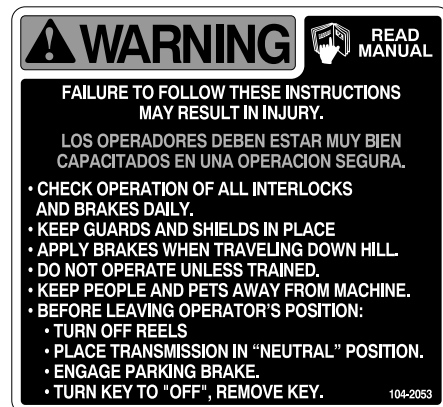 WARNING
READ
MANUAL
FAILURE TO FOLLOW THESE INSTRUCTIONS
MAY RESULT IN INJURY.
LOS OPERADORES DEBEN ESTAR MUY BIEN
CAPACITADOS EN UNA OPERACION SEGURA.
• CHECK OPERATION OF ALL INTERLOCKS
AND BRAKES DAILY.
• KEEP GUARDS AND SHIELDS IN PLACE
• APPLY BRAKES WHEN TRAVELING DOWN HILL.
• DO NOT OPERATE UNLESS TRAINED.
• KEEP PEOPLE AND PETS AWAY FROM MACHINE.
• BEFORE LEAVING OPERATOR'S POSITION:
• TURN OFF REELS
• PLACE TRANSMISSION IN “NEUTRAL” POSITION.
• ENGAGE PARKING BRAKE.
• TURN KEY TO "OFF", REMOVE KEY.
104-2053